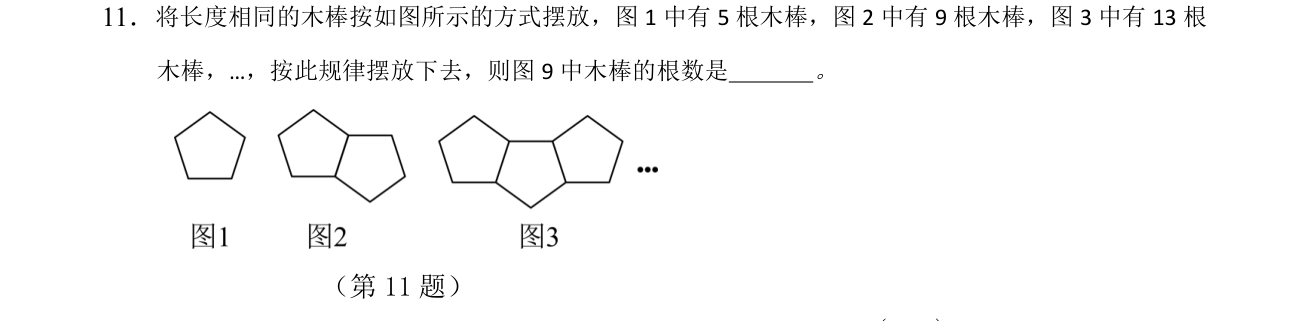 11．将长度相同的木棒按如图所示的方式摆放，图 1 中有 5 根木棒，图 2 中有 9 根木棒，图 3 中有 13 根
木棒，…，按此规律摆放下去，则图 9 中木棒的根数是_______。
图1 图2 图3
（第 11 题）